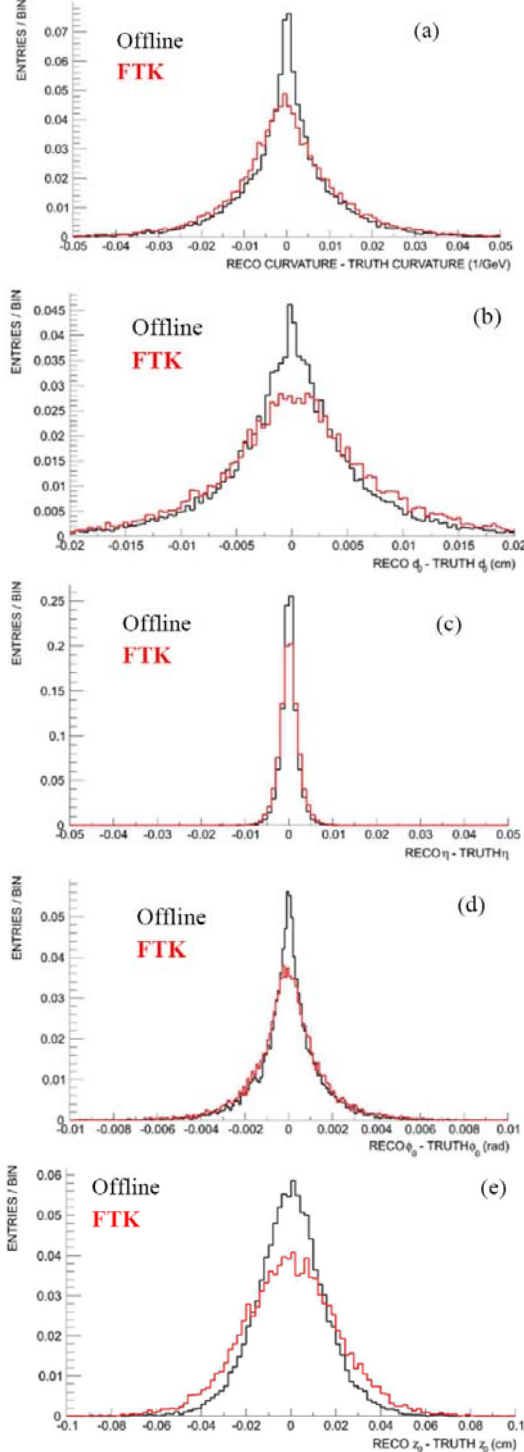 ENTRIES / BIN
Offline
FTK
(a)
0.07
0.06
0.05
0.04
0.03
0.02
0.01
0
-0.05 -0.04 -0.03 -0.02 -0.01 0 0.01 0.02 0.03 0.04 0.05
RECO CURVATURE - TRUTH CURVATURE (1/GeV)
ENTRIES / BIN
Offline
FTK
(b)
0.045
0.04
0.035
0.03
0.025
0.02
0.015
0.01
0.005
0
-0.02 -0.015 -0.01 -0.005 0 0.005 0.01 0.015 0.02
RECO d₀ - TRUTH d₀ (cm)
ENTRIES / BIN
Offline
FTK
(c)
0.25
0.2
0.15
0.1
0.05
0
-0.05 -0.04 -0.03 -0.02 -0.01 0 0.01 0.02 0.03 0.04 0.05
RECO η - TRUTH η
ENTRIES / BIN
Offline
FTK
(d)
0.05
0.04
0.03
0.02
0.01
0
-0.01 -0.008 -0.006 -0.004 -0.002 0 0.002 0.004 0.006 0.008 0.01
RECO ϕ₀ - TRUTH ϕ₀ (rad)
ENTRIES / BIN
Offline
FTK
(e)
0.06
0.05
0.04
0.03
0.02
0.01
0
-0.1 -0.08 -0.06 -0.04 -0.02 0 0.02 0.04 0.06 0.08 0.1
RECO z₀ - TRUTH z₀ (cm)